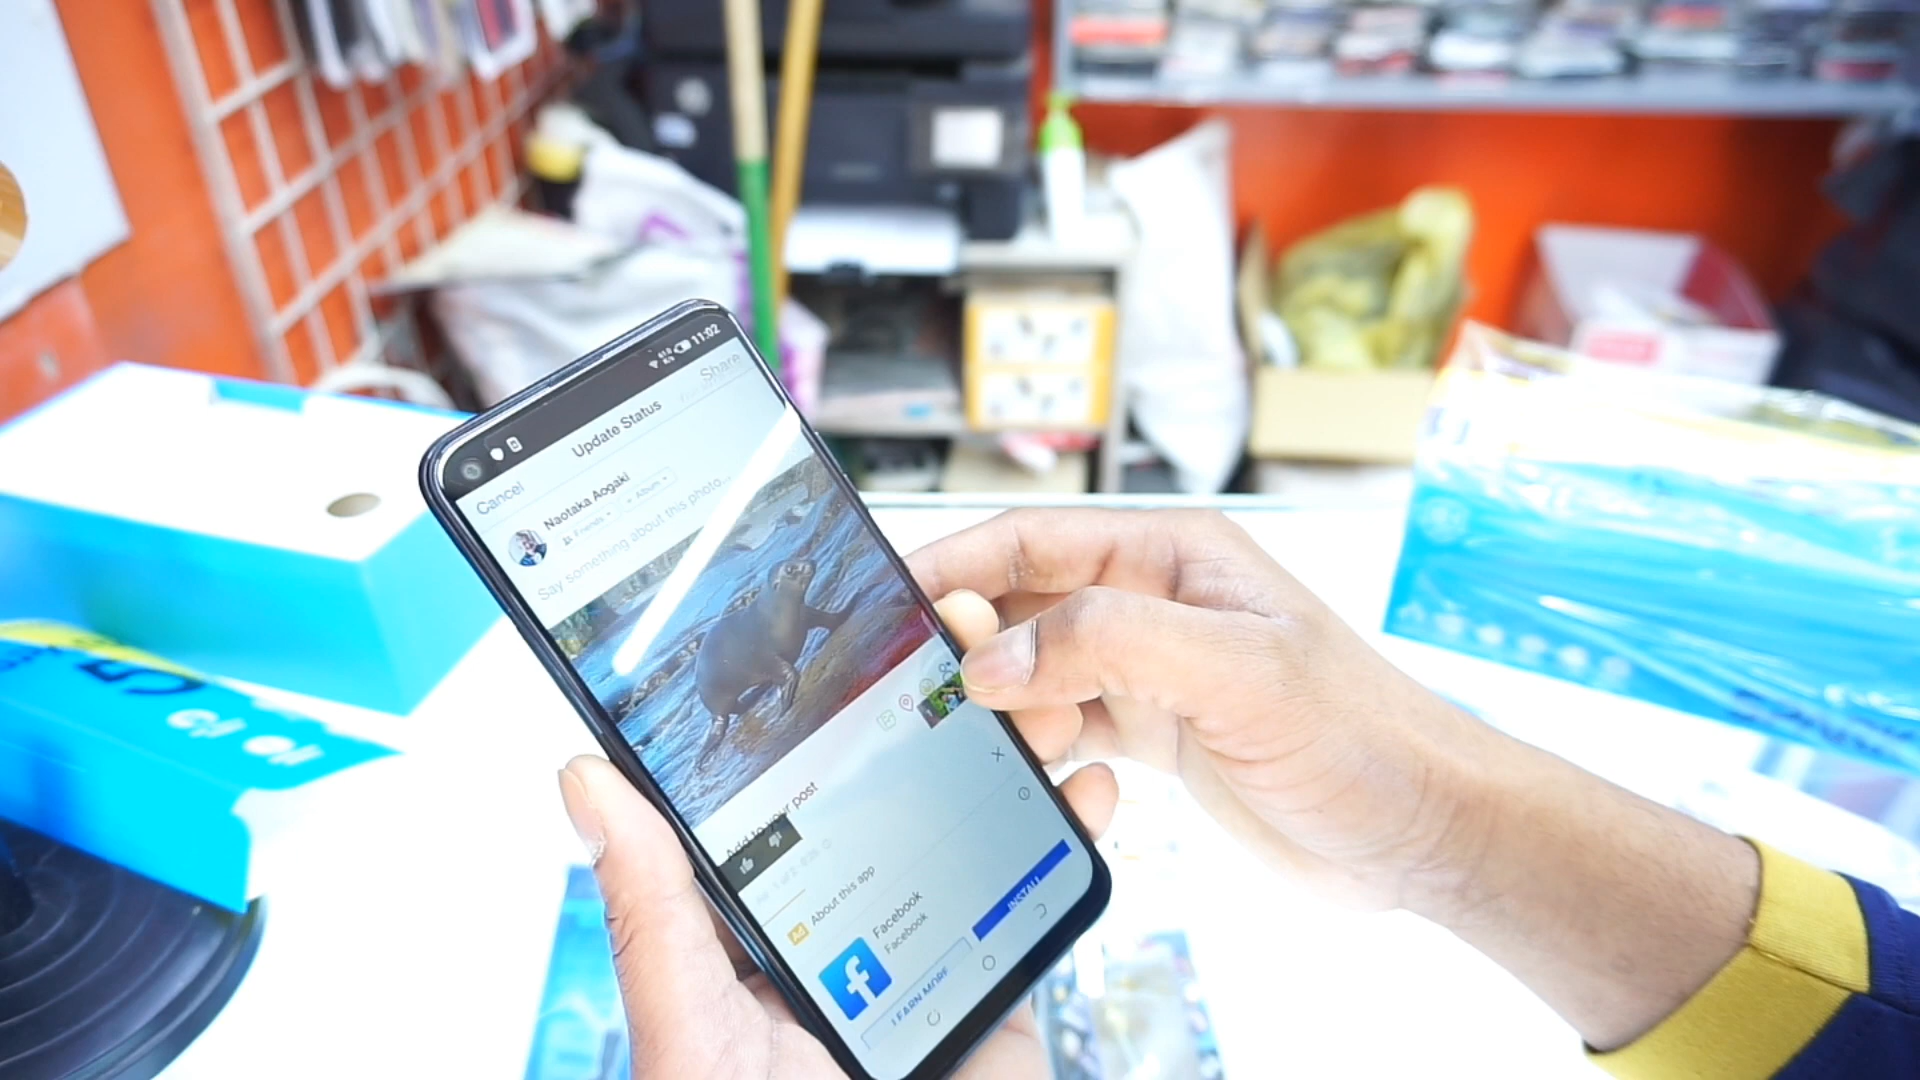 11:02
Share
Update Status
Cancel
Naotaka Aogaki
Friends
Album
Say something about this photo...
Add to your post
Ad
About this app
Facebook
Facebook
INSTALL
LEARN MORE